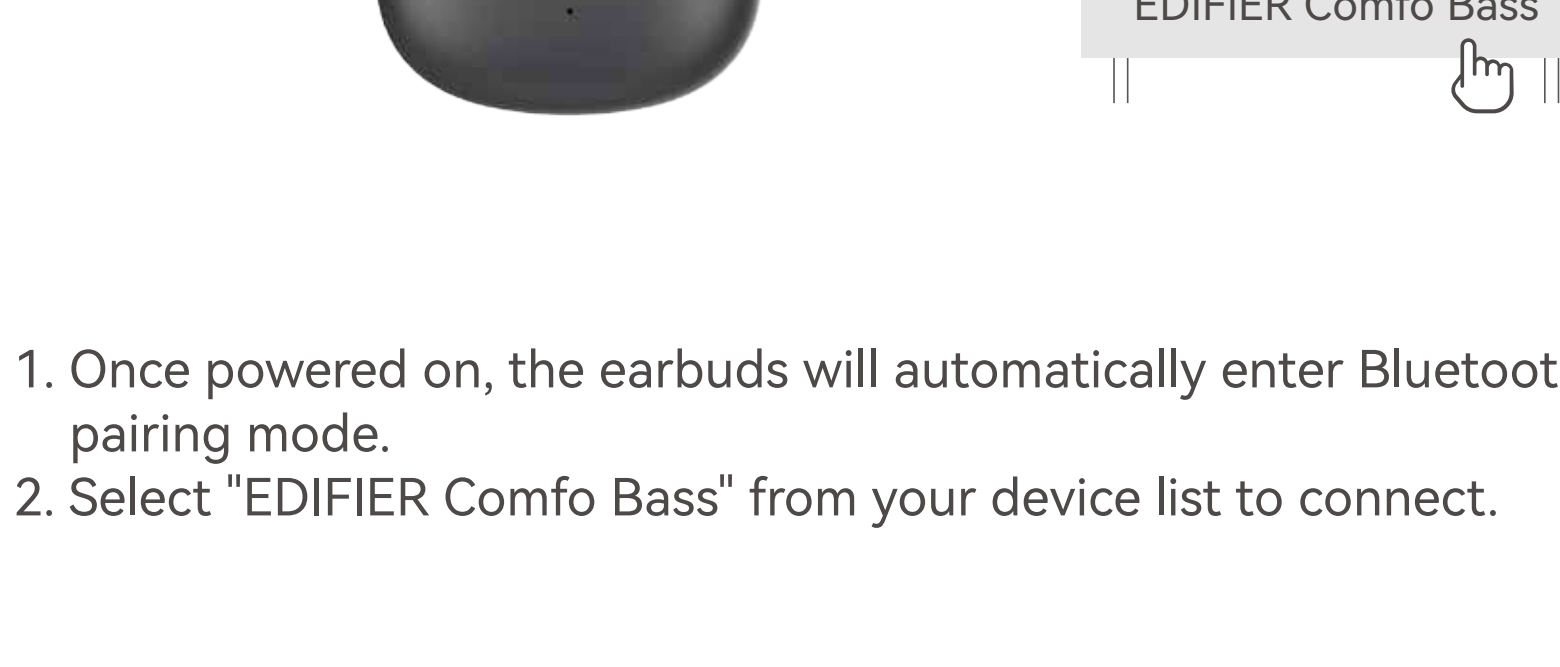 EDIFIER Comfo Bass
1. Once powered on, the earbuds will automatically enter Bluetoot
pairing mode.
2. Select "EDIFIER Comfo Bass" from your device list to connect.